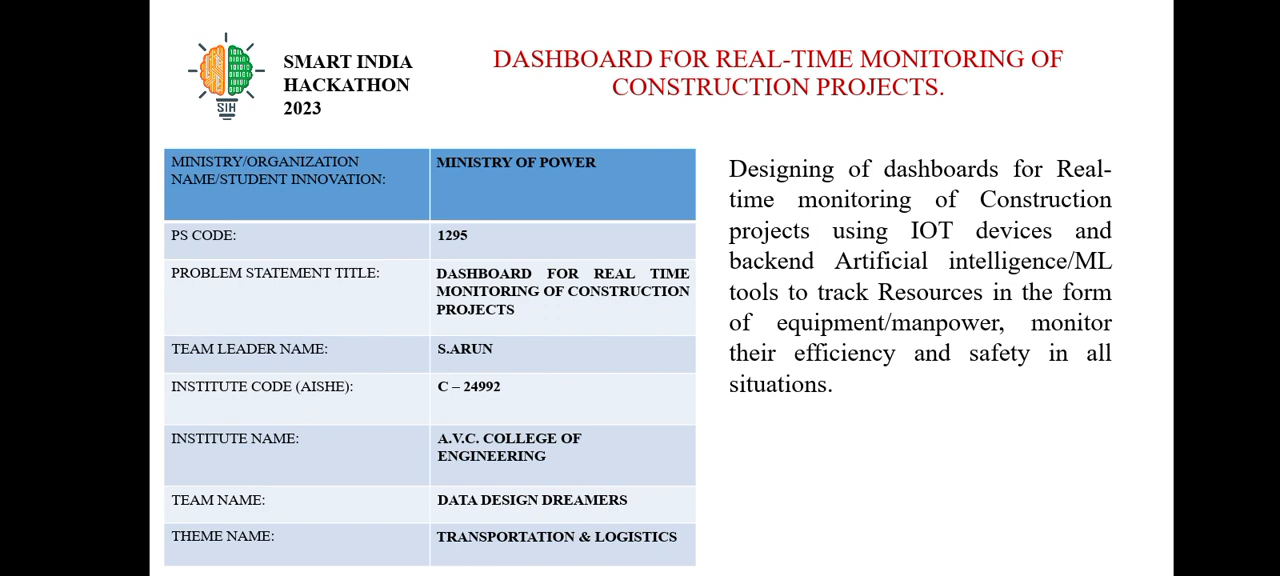 SMART INDIA
HACKATHON
2023
SIH
DASHBOARD FOR REAL-TIME MONITORING OF
CONSTRUCTION PROJECTS.
MINISTRY/ORGANIZATION
NAME/STUDENT INNOVATION:
MINISTRY OF POWER
PS CODE:
1295
PROBLEM STATEMENT TITLE:
DASHBOARD FOR REAL TIME
MONITORING OF CONSTRUCTION
PROJECTS
TEAM LEADER NAME:
S.ARUN
INSTITUTE CODE (AISHE):
C – 24992
INSTITUTE NAME:
A.V.C. COLLEGE OF
ENGINEERING
TEAM NAME:
DATA DESIGN DREAMERS
THEME NAME:
TRANSPORTATION & LOGISTICS
Designing of dashboards for Real-
time monitoring of Construction
projects using IOT devices and
backend Artificial intelligence/ML
tools to track Resources in the form
of equipment/manpower, monitor
their efficiency and safety in all
situations.